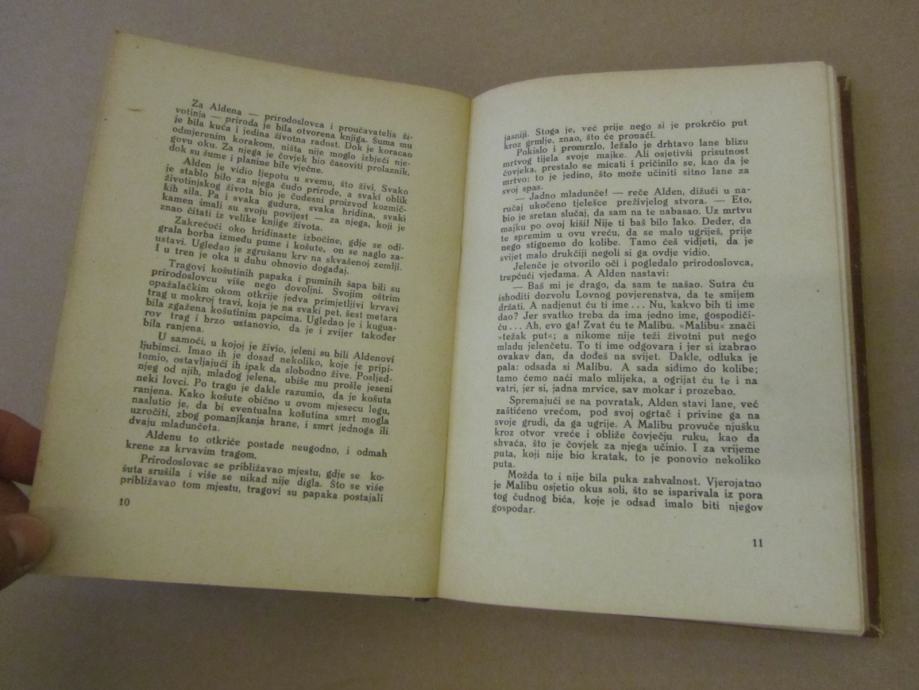 Za Aldena — prirodoslovca i proučavatelja ži-
votinja — priroda je bila otvorena knjiga. Šuma mu
je bila kuća i jedina životna radost. Dok je koracao
odmjerenim korakom, ništa nije moglo izbjeći nje-
govu oku. Za njega je čovjek bio časoviti prolaznik,
dok su šume i planine bile vječne.
Alden je vidio ljepotu u svemu, što živi. Svako
je stablo bilo za njega čudo prirode, a svaki oblik
životinjskog života bio je čudesni proizvod kozmič-
kih sila. Pa i svaka gudura, svaka hridina, svaki
kamen imali su svoju povijest — za njega, koji je
znao čitati iz velike knjige života.
Zakrećući oko hridinaste izbočine, gdje se odi-
grala borba između pume i košute, on se naglo za-
ustavi. Ugledao je zgrušanu krv na skvašenoj zemlji.
I u tren je oka u duhu obnovio događaj.
Tragovi košutinih papaka i puminih šapa bili su
prirodoslovcu više nego dovoljni. Svojim oštrim
opažalačkim okom otkrije jedva primjetljivi krvavi
trag u mokroj travi, koja je na svaki pet, šest metara
bila zgažena košutinim papcima. Ugledao je i kugua-
rov trag i brzo ustanovio, da je i zvijer također
bila ranjena.
U samoći, u kojoj je živio, jeleni su bili Aldenovi
ljubimci. Imao ih je dosad nekoliko, koje je pripi-
tomio, ostavljajući ih ipak da slobodno žive. Posljed-
njeg od njih, mladog jelena, ubiše mu prošle jeseni
neki lovci. Po tragu je dakle razumio, da je košuta
ranjena. Kako košute obično u ovom mjesecu legu,
naslutio je, da bi eventualna košutina smrt mogla
uzročiti, zbog pomanjkanja hrane, i smrt jednoga ili
dvaju mladunčeta.
Aldenu to otkriće postade neugodno, i odmah
krene za krvavim tragom.
Prirodoslovac se približavao mjestu, gdje se ko-
šuta srušila i više se nikad nije digla. Što se više
približavao tom mjestu, tragovi su papaka postajali
10
jasniji. Stoga je, već prije nego si je prokrčio put
kroz grmlje, znao, što će pronaći.
Pokislo i promrzlo, ležalo je drhtavo lane blizu
mrtvog tijela svoje majke. Ali osjetivši prisutnost
čovjeka, prestalo se micati i pričinilo se, kao da je
mrtvo: to je jedino, što može učiniti sitno lane za
svoj spas.
— Jadno mladunče! — reče Alden, dižući u na-
ručaj ukočeno tjelešce preživjelog stvora. — Eto,
bio je sretan slučaj, da sam na te nabasao. Uz mrtvu
majku po ovoj kiši! Nije ti baš bilo lako. Deder, da
te spremim u ovu vreću, da se malo ugriješ, prije
nego stignemo do kolibe. Tamo ćeš vidjeti, da je
svijet malo drukčiji negoli si ga ovdje vidio.
Jelenče je otvorilo oči i pogledalo prirodoslovca,
trepćući vjeđama. A Alden nastavi:
— Baš mi je drago, da sam te našao. Sutra ću
ishoditi dozvolu Lovnog povjerenatva, da te smijem
držati. A nadjenut ću ti ime... Nu, kakvo bih ti ime
dao? Jer svatko treba da ima jedno ime, gospodiči-
ću... Ah, evo ga! Zvat ću te Malibu. »Malibu« znači
»težak put«; a nikome nije teži životni put nego
mladu jelenčetu. To ti ime odgovara i jer si izabrao
ovakav dan, da dođeš na svijet. Dakle, odluka je
pala: odsada si Malibu. A sada siđimo do kolibe;
tamo ćemo naći malo mlijeka, a ogrijat ću te i na
vatri, jer si, jadna mrvice, sav mokar i prozebao.
Spremajući se na povratak, Alden stavi lane, već
zaštićeno vrećom, pod svoj ogrtač i privine ga na
svoje grudi, da ga ugrije. A Malibu provuče njušku
kroz otvor vreće i obliže čovječju ruku, kao da
shvaća, što je čovjek za njega učinio. I za vrijeme
puta, koji nije bio kratak, to je ponovio nekoliko
puta.
Možda to i nije bila puka zahvalnost. Vjerojatno
je Malibu osjetio okus soli, što se isparivala iz pora
tog čudnog bića, koje je odsad imalo biti njegov
gospodar.
11